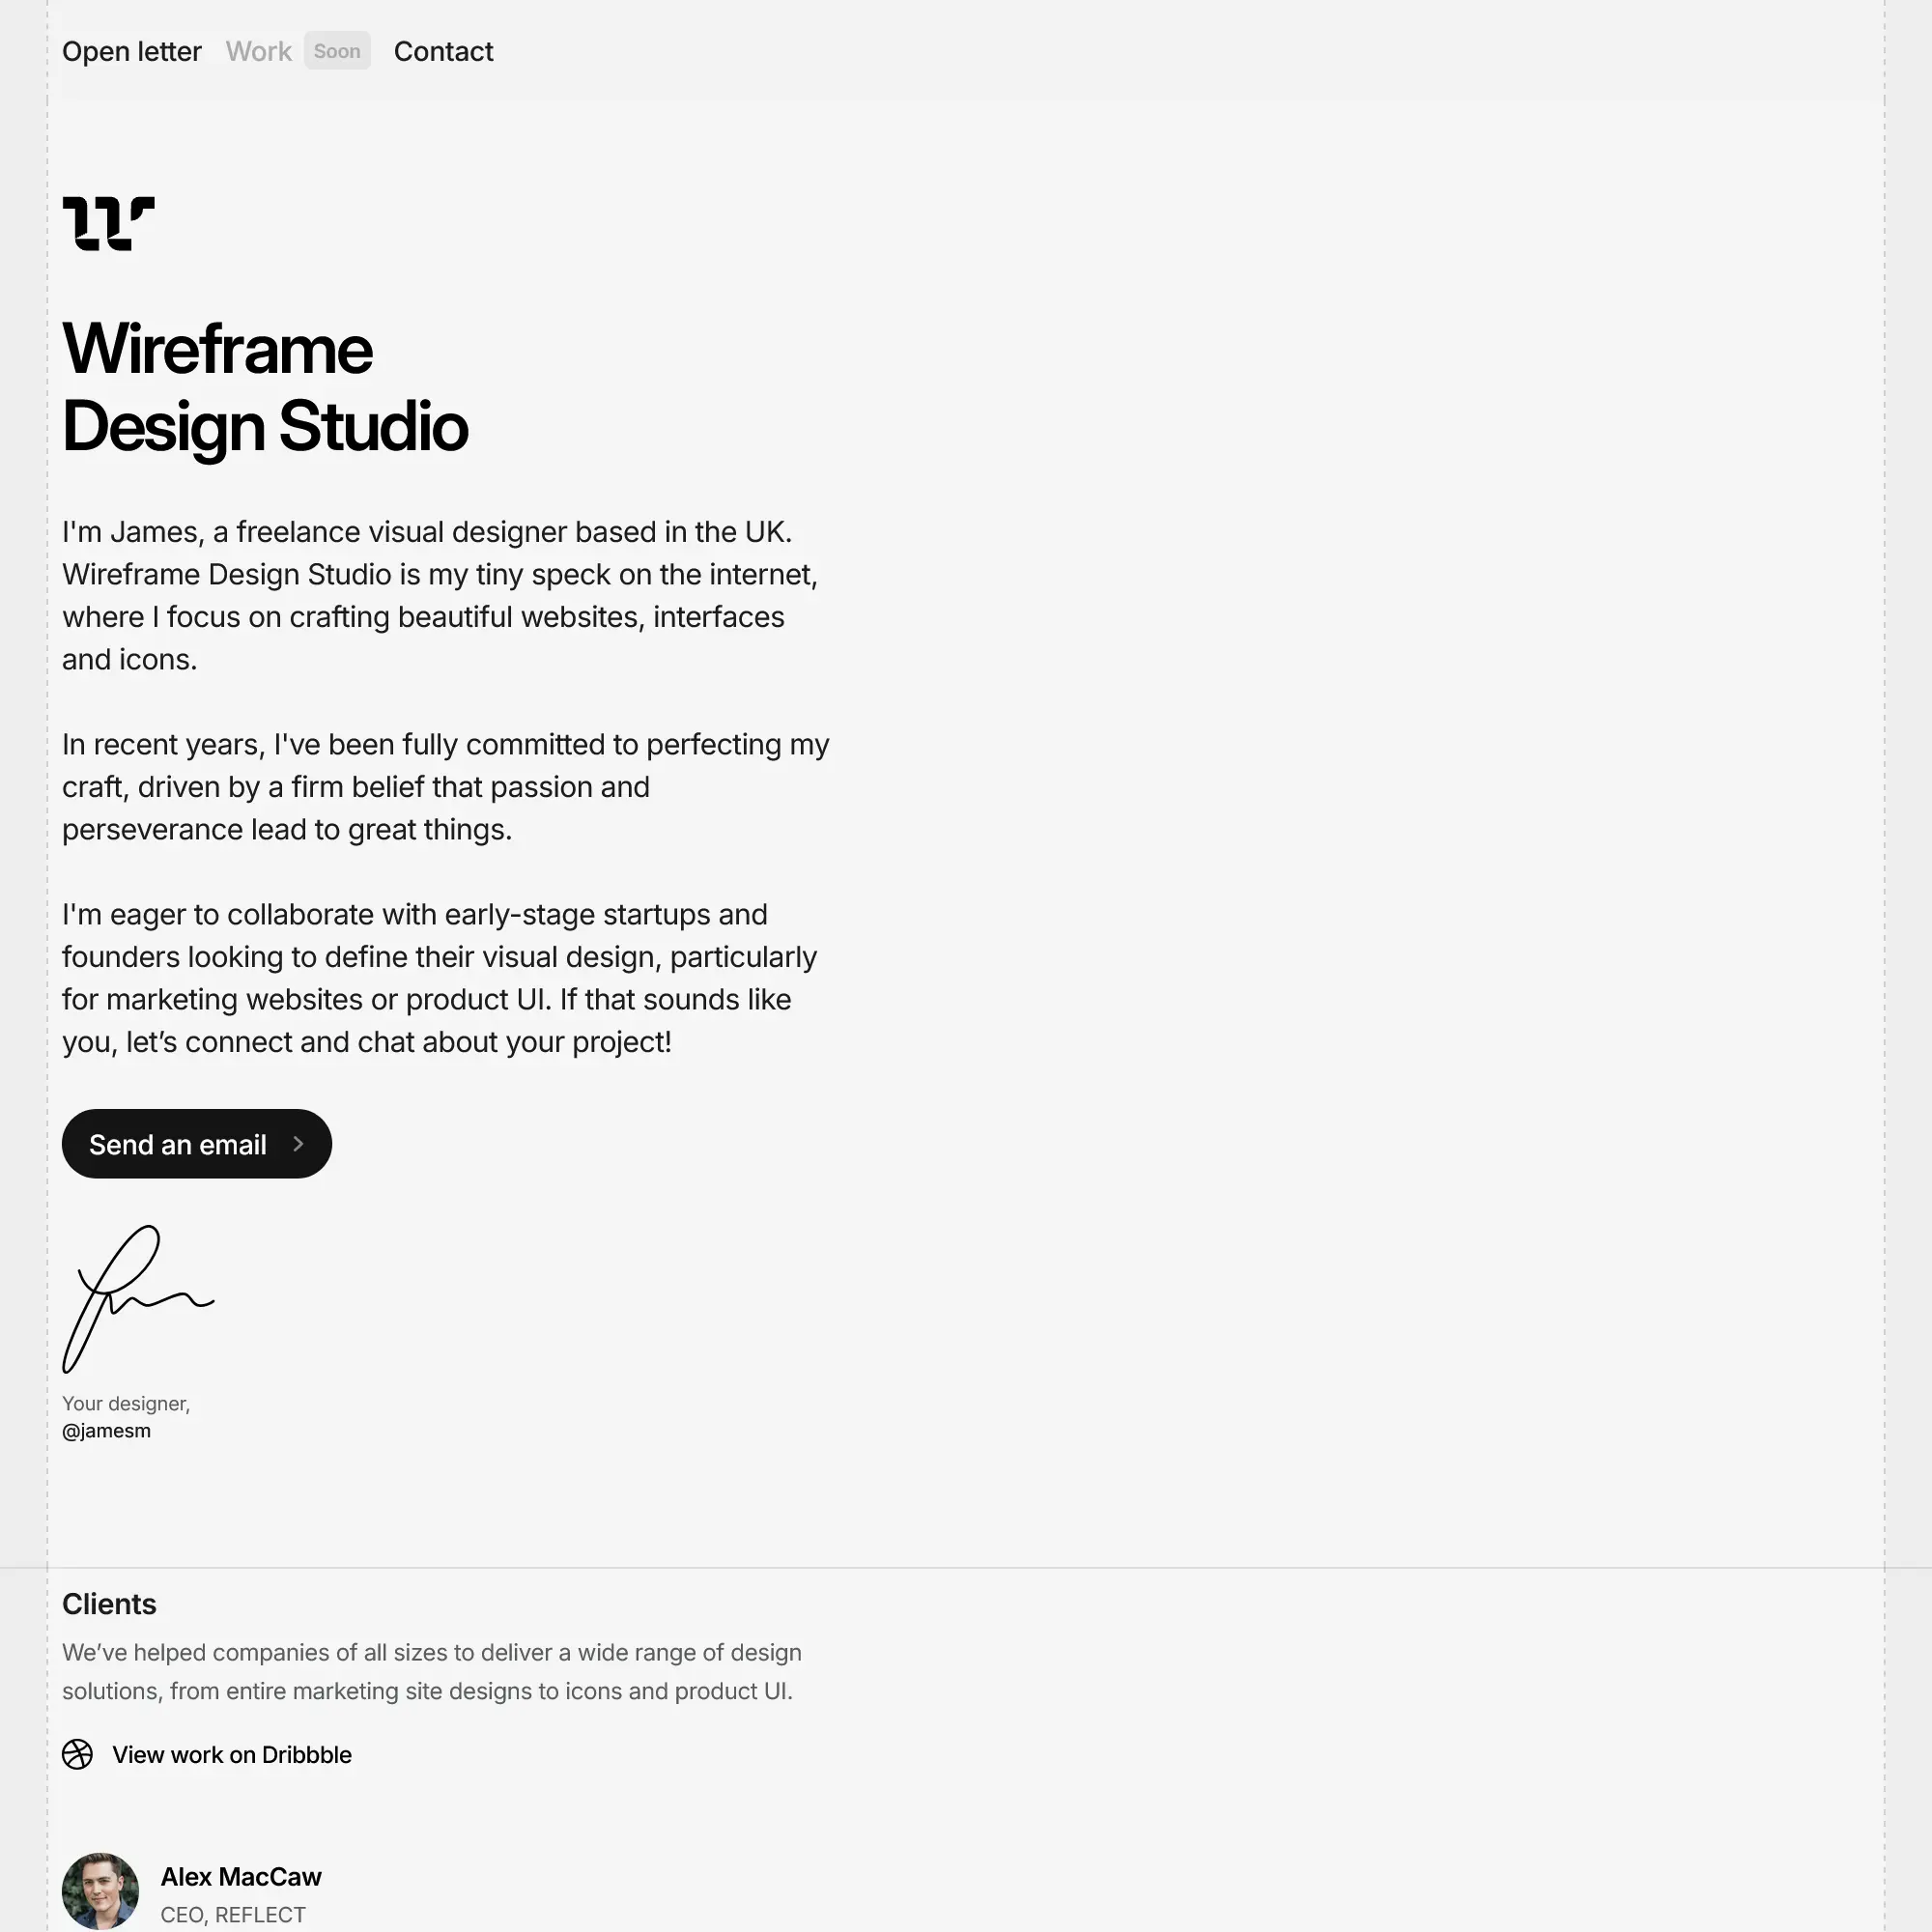 Open letter Work Soon Contact
Wireframe
Design Studio
I'm James, a freelance visual designer based in the UK.
Wireframe Design Studio is my tiny speck on the internet,
where I focus on crafting beautiful websites, interfaces
and icons.
In recent years, I've been fully committed to perfecting my
craft, driven by a firm belief that passion and
perseverance lead to great things.
I'm eager to collaborate with early-stage startups and
founders looking to define their visual design, particularly
for marketing websites or product UI. If that sounds like
you, let’s connect and chat about your project!
Send an email
Your designer,
@jamesm
Clients
We’ve helped companies of all sizes to deliver a wide range of design
solutions, from entire marketing site designs to icons and product UI.
View work on Dribbble
Alex MacCaw
CEO, REFLECT